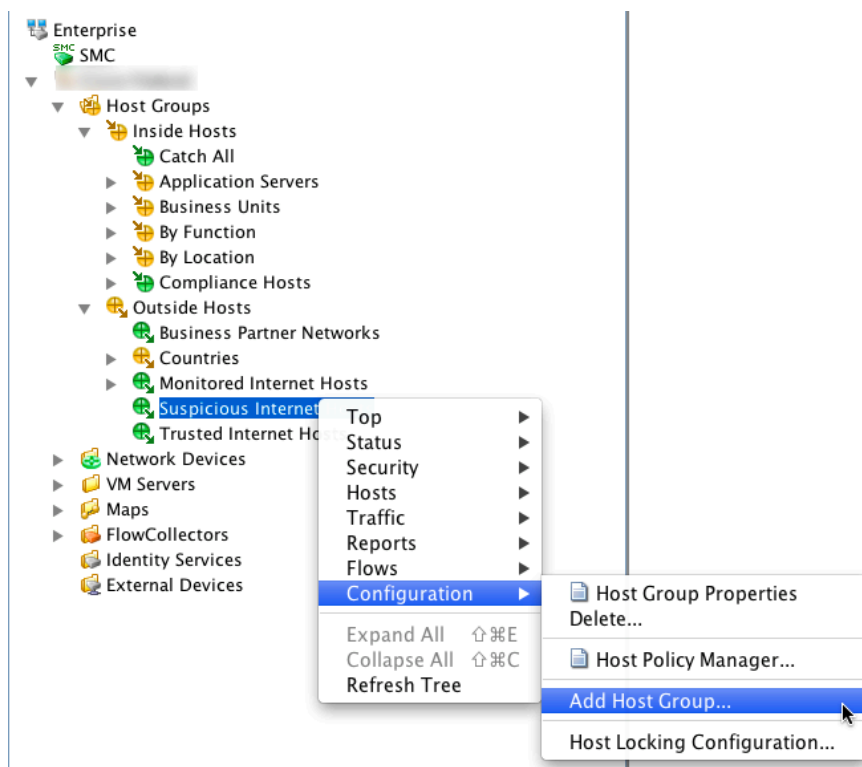 Enterprise
SMC
SMC
Host Groups
Inside Hosts
Catch All
Application Servers
Business Units
By Function
By Location
Compliance Hosts
Outside Hosts
Business Partner Networks
Countries
Monitored Internet Hosts
Suspicious Internet
Trusted Internet Hosts
Network Devices
VM Servers
Maps
FlowCollectors
Identity Services
External Devices
Top
Status
Security
Hosts
Traffic
Reports
Flows
Configuration
Expand All ⇧⌘E
Collapse All ⇧⌘C
Refresh Tree
Host Group Properties
Delete...
Host Policy Manager...
Add Host Group...
Host Locking Configuration...